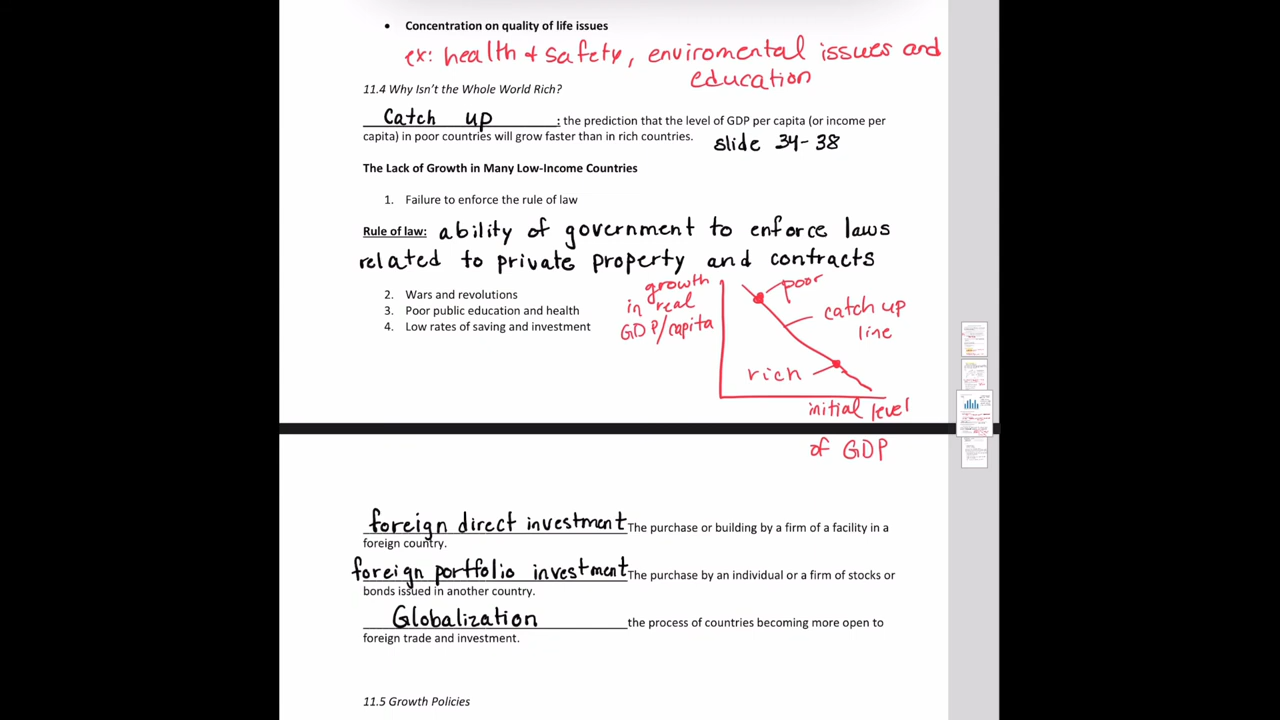 • Concentration on quality of life issues
ex: health & safety, enviromental issues and
education
11.4 Why Isn't the Whole World Rich?
Catch up : the prediction that the level of GDP per capita (or income per
capita) in poor countries will grow faster than in rich countries.
slide 34-38
The Lack of Growth in Many Low-Income Countries
1. Failure to enforce the rule of law
Rule of law: ability of government to enforce laws
related to private property and contracts
2. Wars and revolutions
3. Poor public education and health
4. Low rates of saving and investment
growth
in real
GDP/capita
poor
catch up
line
rich
initial level
of GDP
foreign direct investment The purchase or building by a firm of a facility in a
foreign country.
foreign portfolio investment The purchase by an individual or a firm of stocks or
bonds issued in another country.
Globalization the process of countries becoming more open to
foreign trade and investment.
11.5 Growth Policies